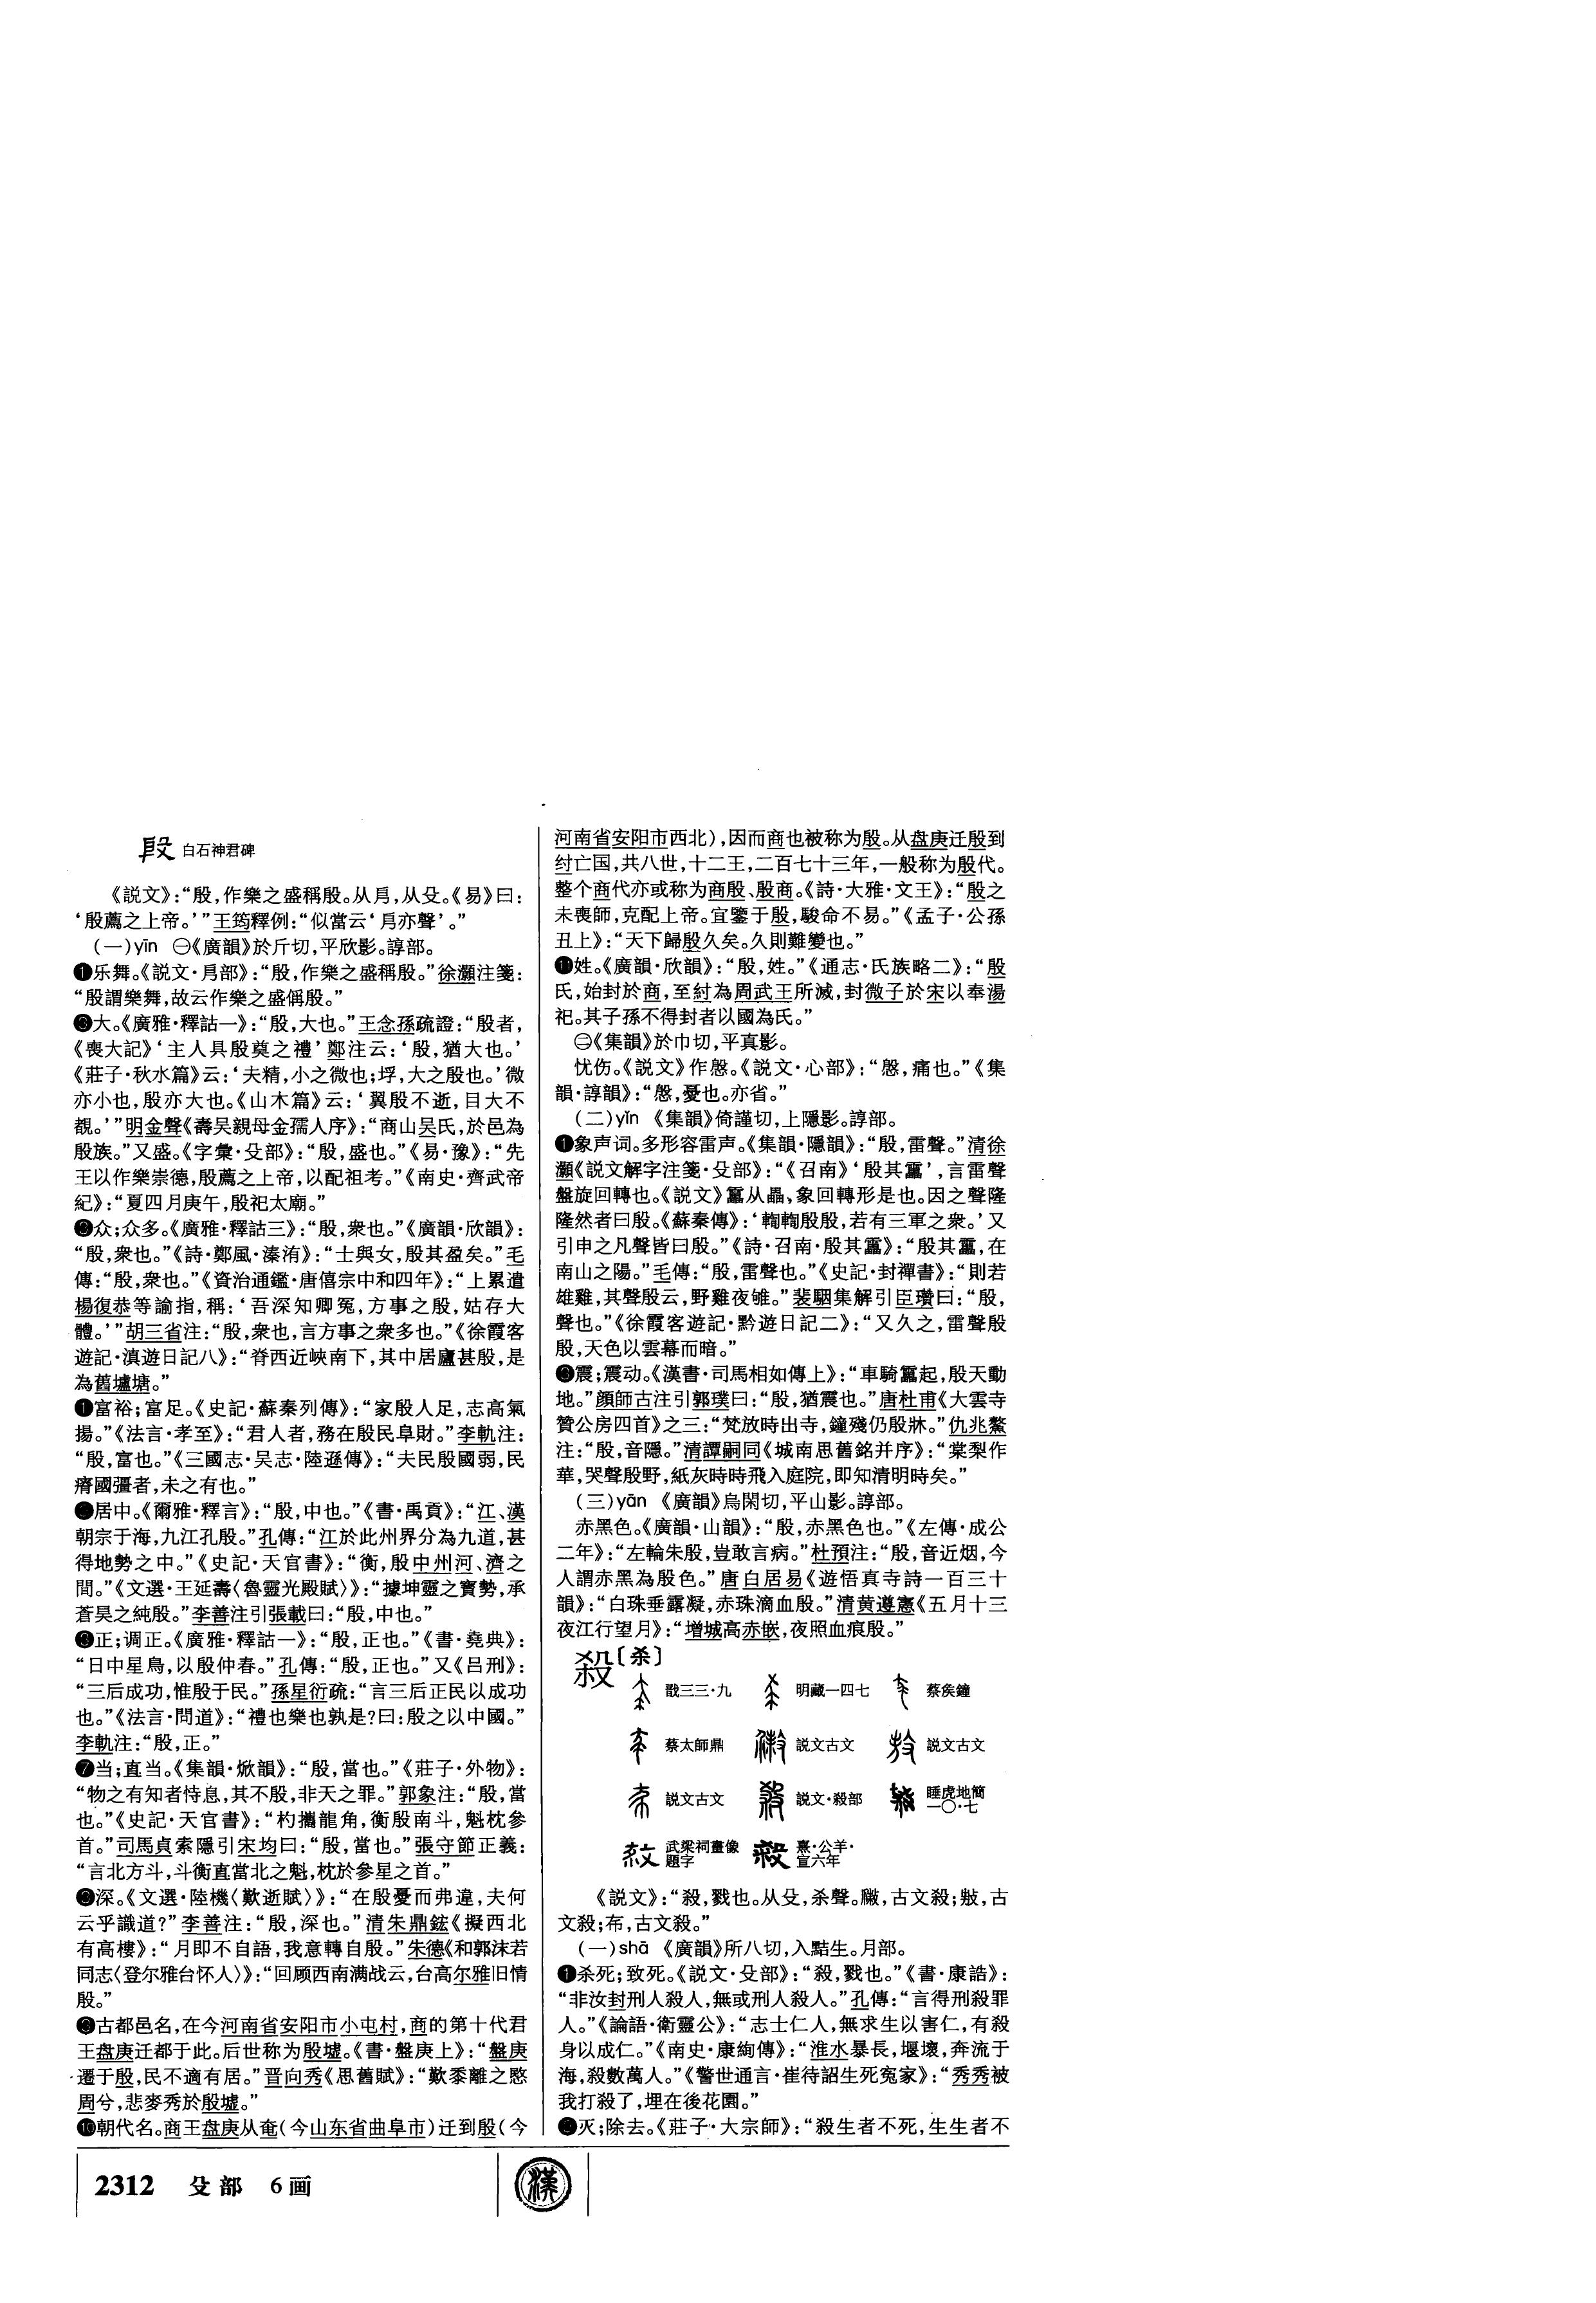 白石神君碑
《説文》：“殷，作樂之盛稱殷。从㐆，从殳。《易》曰：
‘殷薦之上帝。’”王筠釋例：“似當云‘㐆亦聲’。”
（一）yīn ㊀《廣韻》於斤切，平欣影。諄部。
❶乐舞。《説文·㐆部》：“殷，作樂之盛稱殷。”徐灝注箋：
“殷謂樂舞，故云作樂之盛偁殷。”
大。《廣雅·釋詁一》：“殷，大也。”王念孫疏證：“殷者，
《喪大記》‘主人具殷奠之禮’鄭注云：‘殷，猶大也。’
《莊子·秋水篇》云：‘夫精，小之微也；垺，大之殷也。’微
亦小也，殷亦大也。《山木篇》云：‘翼殷不逝，目大不
覩。’”明金聲《壽吴親母金孺人序》：“商山吴氏，於邑為
殷族。”又盛。《字彙·殳部》：“殷，盛也。”《易·豫》：“先
王以作樂崇德，殷薦之上帝，以配祖考。”《南史·齊武帝
紀》：“夏四月庚午，殷祀太廟。”
众；众多。《廣雅·釋詁三》：“殷，衆也。”《廣韻·欣韻》：
“殷，衆也。”《詩·鄭風·溱洧》：“士與女，殷其盈矣。”毛
傳：“殷，衆也。”《資治通鑑·唐僖宗中和四年》：“上累遣
楊復恭等諭指，稱：‘吾深知卿冤，方事之殷，姑存大
體。’”胡三省注：“殷，衆也，言方事之衆多也。”《徐霞客
遊記·滇遊日記八》：“脊西近峽南下，其中居廬甚殷，是
為舊壚塘。”
富裕；富足。《史記·蘇秦列傳》：“家殷人足，志高氣
揚。”《法言·孝至》：“君人者，務在殷民阜財。”李軌注：
“殷，富也。”《三國志·吴志·陸遜傳》：“夫民殷國弱，民
瘠國彊者，未之有也。”
居中。《爾雅·釋言》：“殷，中也。”《書·禹貢》：“江、漢
朝宗于海，九江孔殷。”孔傳：“江於此州界分為九道，甚
得地勢之中。”《史記·天官書》：“衡，殷中州河、濟之
間。”《文選·王延壽〈魯靈光殿賦〉》：“據坤靈之寶勢，承
蒼昊之純殷。”李善注引張載曰：“殷，中也。”
正；调正。《廣雅·釋詁一》：“殷，正也。”《書·堯典》：
“日中星鳥，以殷仲春。”孔傳：“殷，正也。”又《吕刑》：
“三后成功，惟殷于民。”孫星衍疏：“言三后正民以成功
也。”《法言·問道》：“禮也樂也孰是？曰：殷之以中國。”
李軌注：“殷，正。”
❼当；直当。《集韻·焮韻》：“殷，當也。”《莊子·外物》：
“物之有知者恃息，其不殷，非天之罪。”郭象注：“殷，當
也。”《史記·天官書》：“杓攜龍角，衡殷南斗，魁枕參
首。”司馬貞索隱引宋均曰：“殷，當也。”張守節正義：
“言北方斗，斗衡直當北之魁，枕於參星之首。”
深。《文選·陸機〈歎逝賦〉》：“在殷憂而弗違，夫何
云乎識道？”李善注：“殷，深也。”清朱鼎鉉《擬西北
有高樓》：“月即不自語，我意轉自殷。”朱德《和郭沫若
同志〈登尔雅台怀人〉》：“回顾西南满战云，台高尔雅旧情
殷。”
古都邑名，在今河南省安阳市小屯村，商的第十代君
王盘庚迁都于此。后世称为殷墟。《書·盤庚上》：“盤庚
遷于殷，民不適有居。”晋向秀《思舊賦》：“歎黍離之愍
周兮，悲麥秀於殷墟。”
❿朝代名。商王盘庚从奄（今山东省曲阜市）迁到殷（今
河南省安阳市西北），因而商也被称为殷。从盘庚迁殷到
纣亡国，共八世，十二王，二百七十三年，一般称为殷代。
整个商代亦或称为商殷、殷商。《詩·大雅·文王》：“殷之
未喪師，克配上帝。宜鑒于殷，駿命不易。”《孟子·公孫
丑上》：“天下歸殷久矣。久則難變也。”
⓫姓。《廣韻·欣韻》：“殷，姓。”《通志·氏族略二》：“殷
氏，始封於商，至紂為周武王所滅，封微子於宋以奉湯
祀。其子孫不得封者以國為氏。”
㊁《集韻》於巾切，平真影。
忧伤。《説文》作慇。《説文·心部》：“慇，痛也。”《集
韻·諄韻》：“慇，憂也。亦省。”
（二）yǐn 《集韻》倚謹切，上隱影。諄部。
❶象声词。多形容雷声。《集韻·隱韻》：“殷，雷聲。”清徐
灝《説文解字注箋·殳部》：“《召南》‘殷其靁’，言雷聲
盤旋回轉也。《説文》靁从畾，象回轉形是也。因之聲隆
隆然者曰殷。《蘇秦傳》：‘輷輷殷殷，若有三軍之衆。’又
引申之凡聲皆曰殷。”《詩·召南·殷其靁》：“殷其靁，在
南山之陽。”毛傳：“殷，雷聲也。”《史記·封禪書》：“則若
雄雞，其聲殷云，野雞夜雊。”裴駰集解引臣瓚曰：“殷，
聲也。”《徐霞客遊記·黔遊日記二》：“又久之，雷聲殷
殷，天色以雲幕而暗。”
震；震动。《漢書·司馬相如傳上》：“車騎靁起，殷天動
地。”顔師古注引郭璞曰：“殷，猶震也。”唐杜甫《大雲寺
贊公房四首》之三：“梵放時出寺，鐘殘仍殷牀。”仇兆鰲
注：“殷，音隱。”清譚嗣同《城南思舊銘并序》：“棠梨作
華，哭聲殷野，紙灰時時飛入庭院，即知清明時矣。”
（三）yān 《廣韻》烏閑切，平山影。諄部。
赤黑色。《廣韻·山韻》：“殷，赤黑色也。”《左傳·成公
二年》：“左輪朱殷，豈敢言病。”杜預注：“殷，音近烟，今
人謂赤黑為殷色。”唐白居易《遊悟真寺詩一百三十
韻》：“白珠垂露凝，赤珠滴血殷。”清黄遵憲《五月十三
夜江行望月》：“增城高赤嵌，夜照血痕殷。”
殺〔杀〕
戩三三·九 明藏一四七 蔡侯鐘
蔡太師鼎 説文古文 説文古文
説文古文 説文·殺部 睡虎地簡一〇·七
武梁祠畫像題字 熹·公羊·宣六年
《説文》：“殺，戮也。从殳，杀聲。，古文殺；，古
文殺；，古文殺。”
（一）shā 《廣韻》所八切，入黠生。月部。
❶杀死；致死。《説文·殳部》：“殺，戮也。”《書·康誥》：
“非汝封刑人殺人，無或刑人殺人。”孔傳：“言得刑殺罪
人。”《論語·衛靈公》：“志士仁人，無求生以害仁，有殺
身以成仁。”《南史·康絢傳》：“淮水暴長，堰壞，奔流于
海，殺數萬人。”《警世通言·崔待詔生死冤家》：“秀秀被
我打殺了，埋在後花園。”
灭；除去。《莊子·大宗師》：“殺生者不死，生生者不
2312 殳部 6画
漢